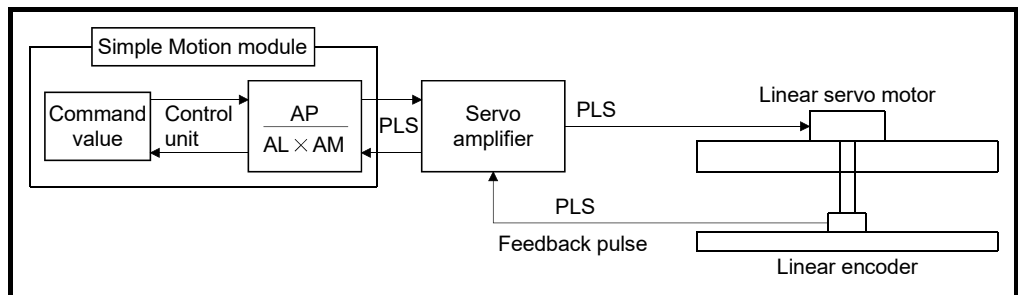 Simple Motion module
Command
value
Control
unit
AP
AL × AM
PLS
Servo
amplifier
PLS
Linear servo motor
PLS
Feedback pulse
Linear encoder